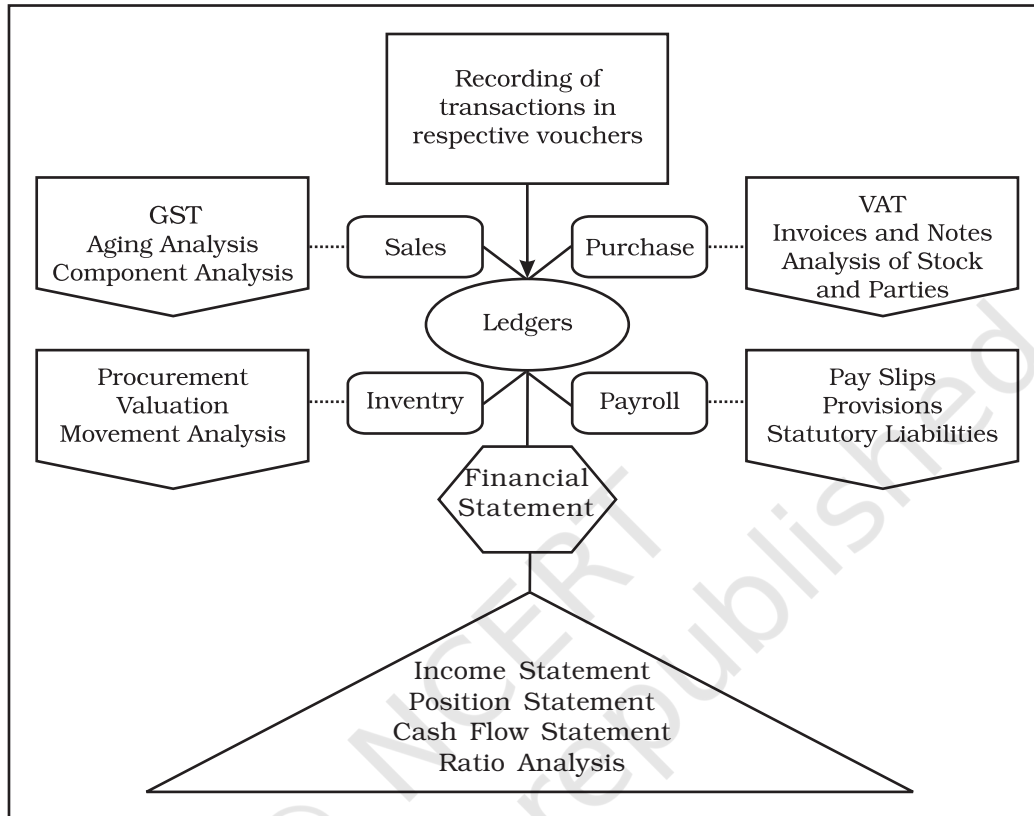 Recording of
transactions in
respective vouchers
GST
Aging Analysis
Component Analysis
Sales
Purchase
VAT
Invoices and Notes
Analysis of Stock
and Parties
Ledgers
Procurement
Valuation
Movement Analysis
Inventry
Payroll
Pay Slips
Provisions
Statutory Liabilities
Financial
Statement
Income Statement
Position Statement
Cash Flow Statement
Ratio Analysis
© NCERT
republished